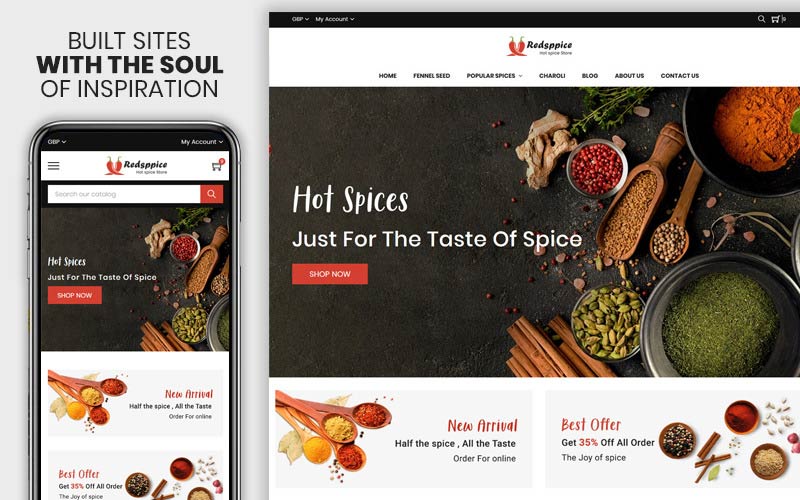 BUILT SITES
WITH THE SOUL
OF INSPIRATION
GBP
My Account
Redsppice
Hot spice Store
0
Search our catalog
Hot Spices
Just For The Taste Of Spice
SHOP NOW
New Arrival
Half the spice , All the Taste
Order For online
Best Offer
Get 35% Off All Order
The Joy of spice
GBP
My Account
0
Redsppice
Hot spice Store
HOME
FENNEL SEED
POPULAR SPICES
CHAROLI
BLOG
ABOUT US
CONTACT US
Hot Spices
Just For The Taste Of Spice
SHOP NOW
New Arrival
Half the spice , All the Taste
Order For online
Best Offer
Get 35% Off All Order
The Joy of spice